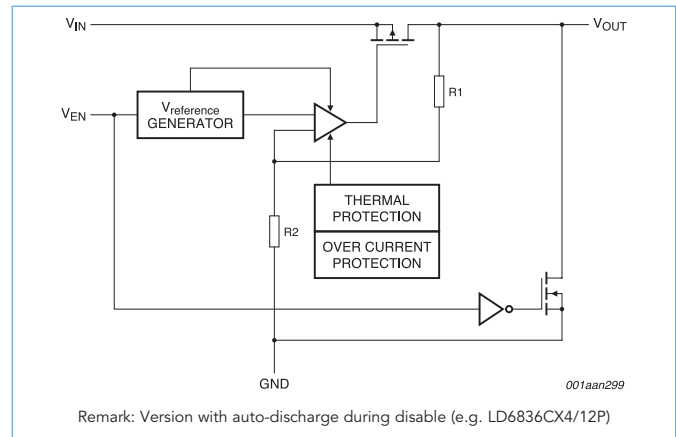 VIN
VOUT
R1
VEN
Vreference
GENERATOR
THERMAL
PROTECTION
R2
OVER CURRENT
PROTECTION
GND
001aan299
Remark: Version with auto-discharge during disable (e.g. LD6836CX4/12P)